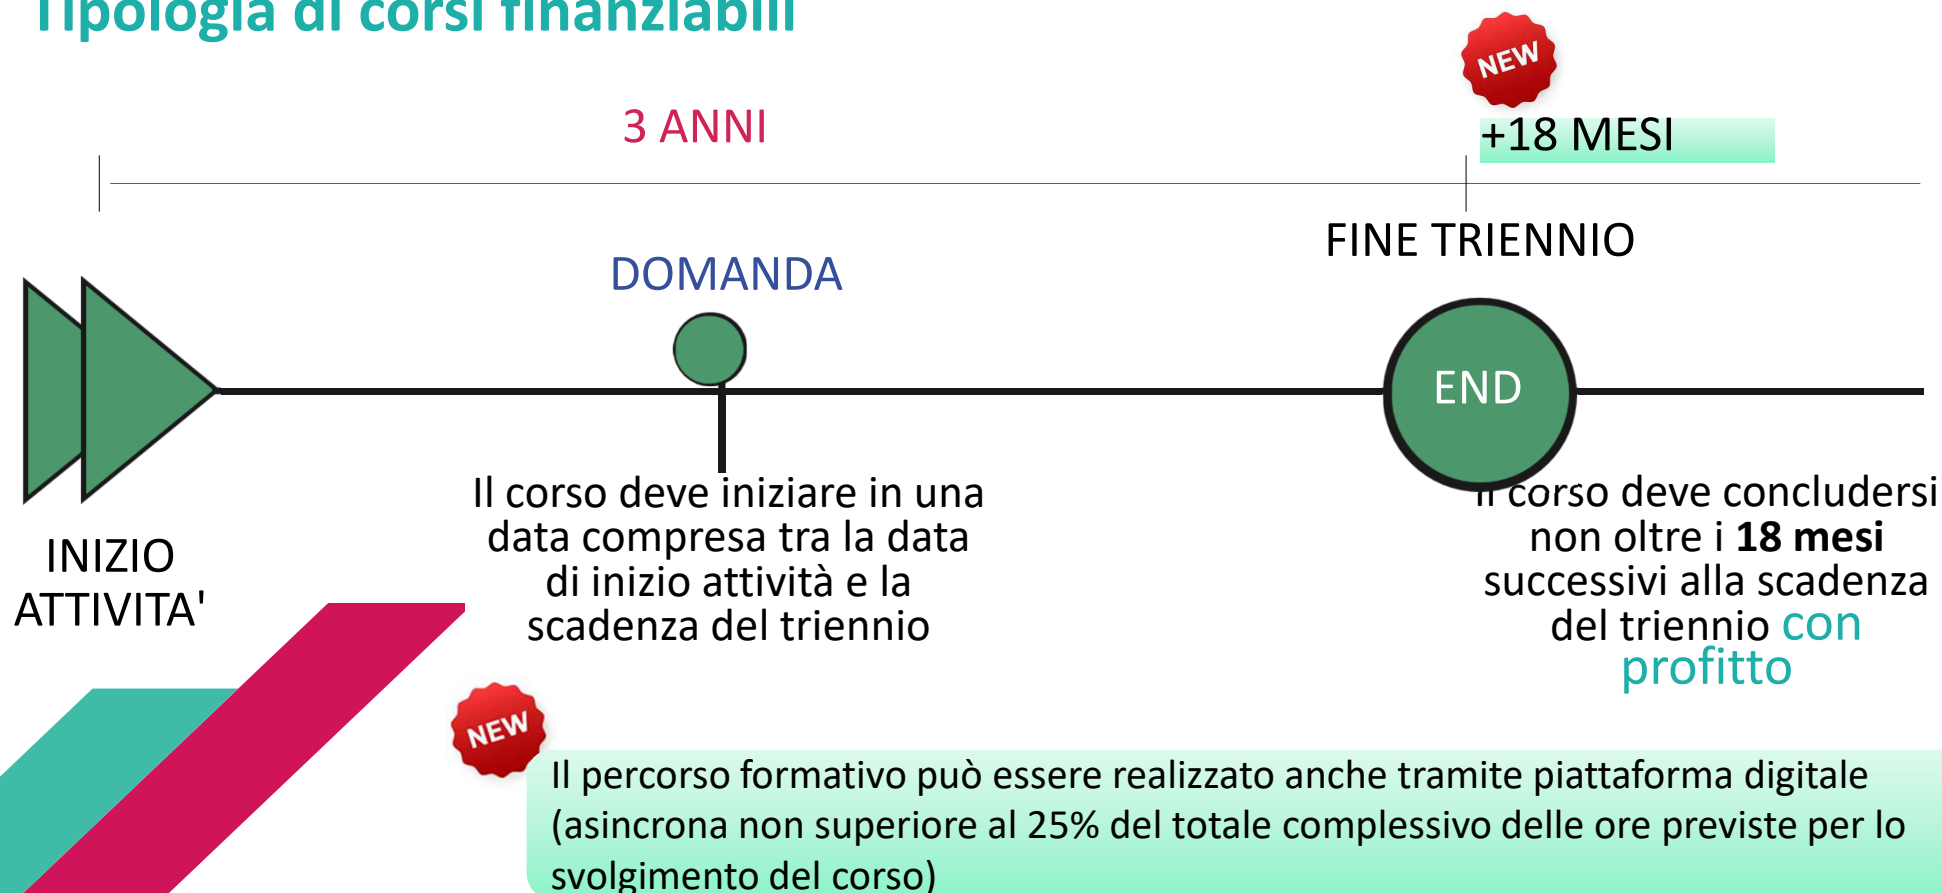 Tipologia di corsi finanziabili
NEW
3 ANNI
+18 MESI
FINE TRIENNIO
DOMANDA
END
INIZIO
ATTIVITA'
Il corso deve iniziare in una
data compresa tra la data
di inizio attività e la
scadenza del triennio
Il corso deve concludersi
non oltre i 18 mesi
successivi alla scadenza
del triennio con
profitto
NEW
Il percorso formativo può essere realizzato anche tramite piattaforma digitale
(asincrona non superiore al 25% del totale complessivo delle ore previste per lo
svolgimento del corso)